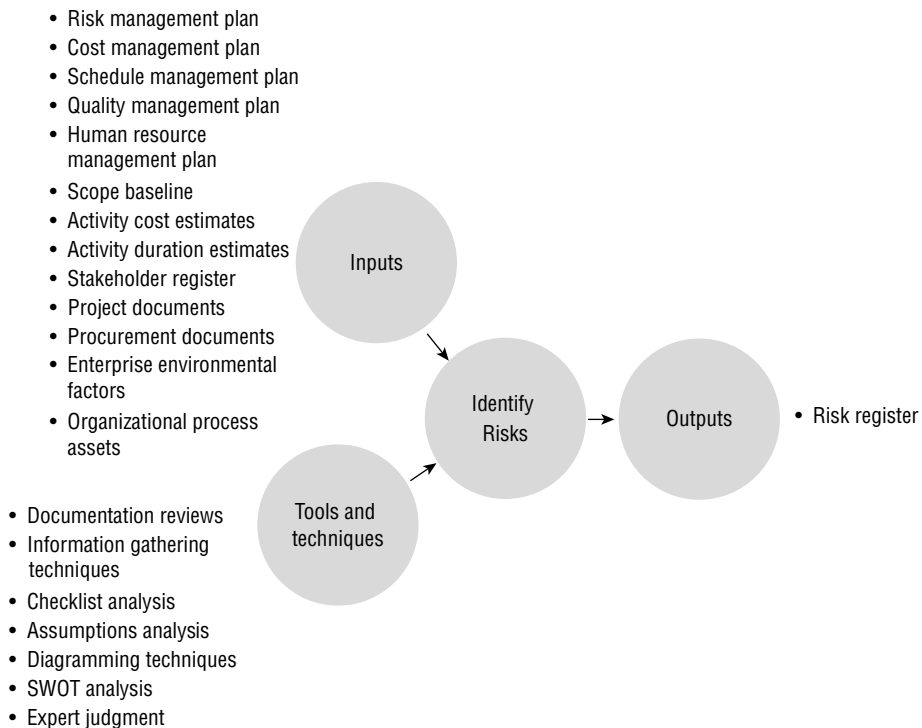 • Risk management plan
• Cost management plan
• Schedule management plan
• Quality management plan
• Human resource
management plan
• Scope baseline
• Activity cost estimates
• Activity duration estimates
• Stakeholder register
• Project documents
• Procurement documents
• Enterprise environmental
factors
• Organizational process
assets
Inputs
Identify
Risks
Outputs
• Risk register
Tools and
techniques
• Documentation reviews
• Information gathering
techniques
• Checklist analysis
• Assumptions analysis
• Diagramming techniques
• SWOT analysis
• Expert judgment